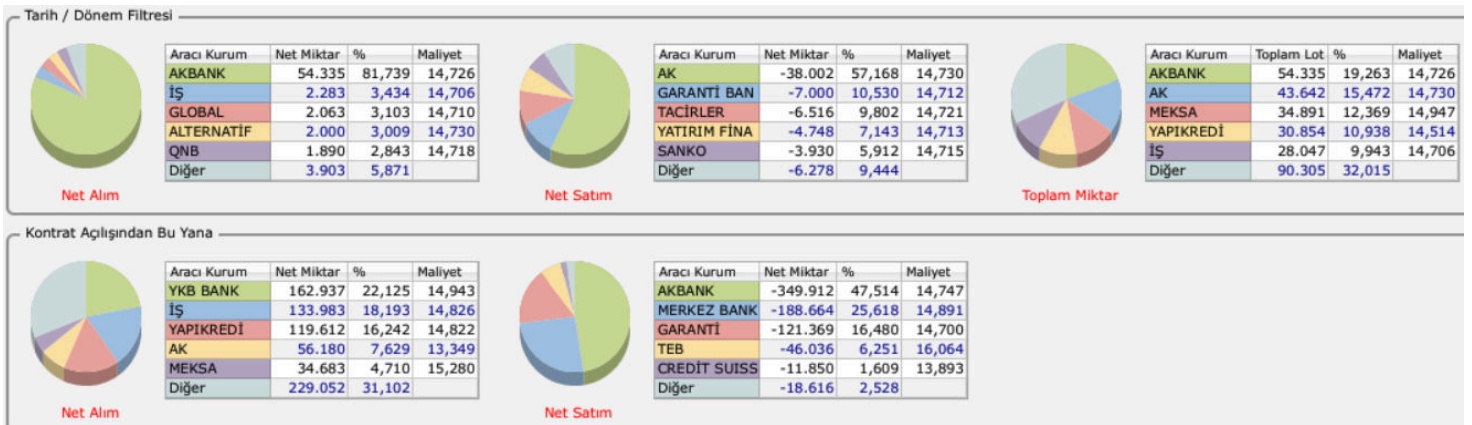 Tarih / Dönem Filtresi
Aracı Kurum Net Miktar % Maliyet
AKBANK 54.335 81,739 14,726
İŞ 2.283 3,434 14,706
GLOBAL 2.063 3,103 14,710
ALTERNATİF 2.000 3,009 14,730
QNB 1.890 2,843 14,718
Diğer 3.903 5,871
Net Alım
Aracı Kurum Net Miktar % Maliyet
AK -38.002 57,168 14,730
GARANTİ BAN -7.000 10,530 14,712
TACİRLER -6.516 9,802 14,721
YATIRIM FİNA -4.748 7,143 14,713
SANKO -3.930 5,912 14,715
Diğer -6.278 9,444
Net Satım
Aracı Kurum Toplam Lot % Maliyet
AKBANK 54.335 19,263 14,726
AK 43.642 15,472 14,730
MEKSA 34.891 12,369 14,947
YAPIKREDİ 30.854 10,938 14,514
İŞ 28.047 9,943 14,706
Diğer 90.305 32,015
Toplam Miktar
Kontrat Açılışından Bu Yana
Aracı Kurum Net Miktar % Maliyet
YKB BANK 162.937 22,125 14,943
İŞ 133.983 18,193 14,826
YAPIKREDİ 119.612 16,242 14,822
AK 56.180 7,629 13,349
MEKSA 34.683 4,710 15,280
Diğer 229.052 31,102
Net Alım
Aracı Kurum Net Miktar % Maliyet
AKBANK -349.912 47,514 14,747
MERKEZ BANK -188.664 25,618 14,891
GARANTİ -121.369 16,480 14,700
TEB -46.036 6,251 16,064
CREDİT SUISS -11.850 1,609 13,893
Diğer -18.616 2,528
Net Satım